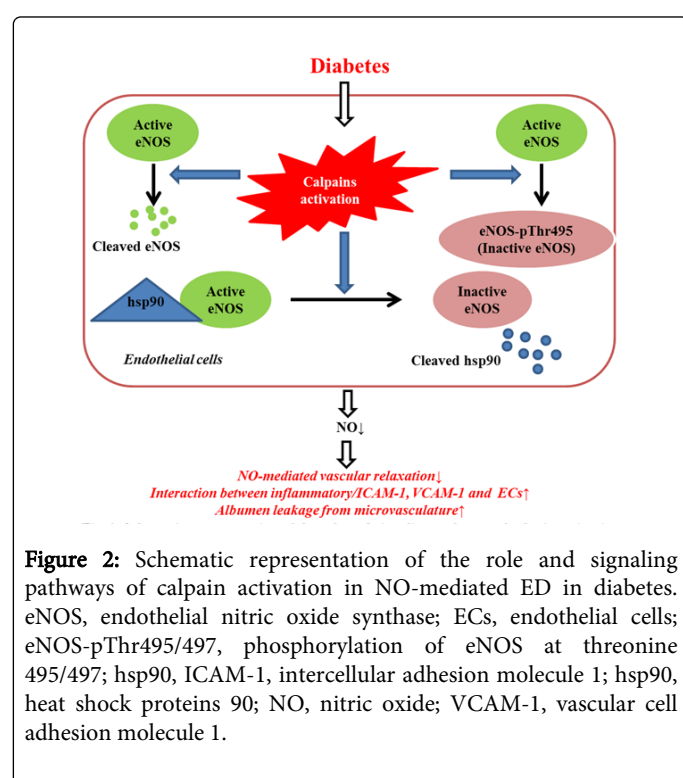 Diabetes
Active
eNOS
Active
eNOS
Calpains
activation
Cleaved eNOS
eNOS-pThr495
(Inactive eNOS)
hsp90
Active
eNOS
Inactive
eNOS
Endothelial cells
Cleaved hsp90
NO↓
NO-mediated vascular relaxation↓
Interaction between inflammatory/ICAM-1, VCAM-1 and ECs↑
Albumen leakage from microvasculature↑
Figure 2: Schematic representation of the role and signaling
pathways of calpain activation in NO-mediated ED in diabetes.
eNOS, endothelial nitric oxide synthase; ECs, endothelial cells;
eNOS-pThr495/497, phosphorylation of eNOS at threonine
495/497; hsp90, ICAM-1, intercellular adhesion molecule 1; hsp90,
heat shock proteins 90; NO, nitric oxide; VCAM-1, vascular cell
adhesion molecule 1.